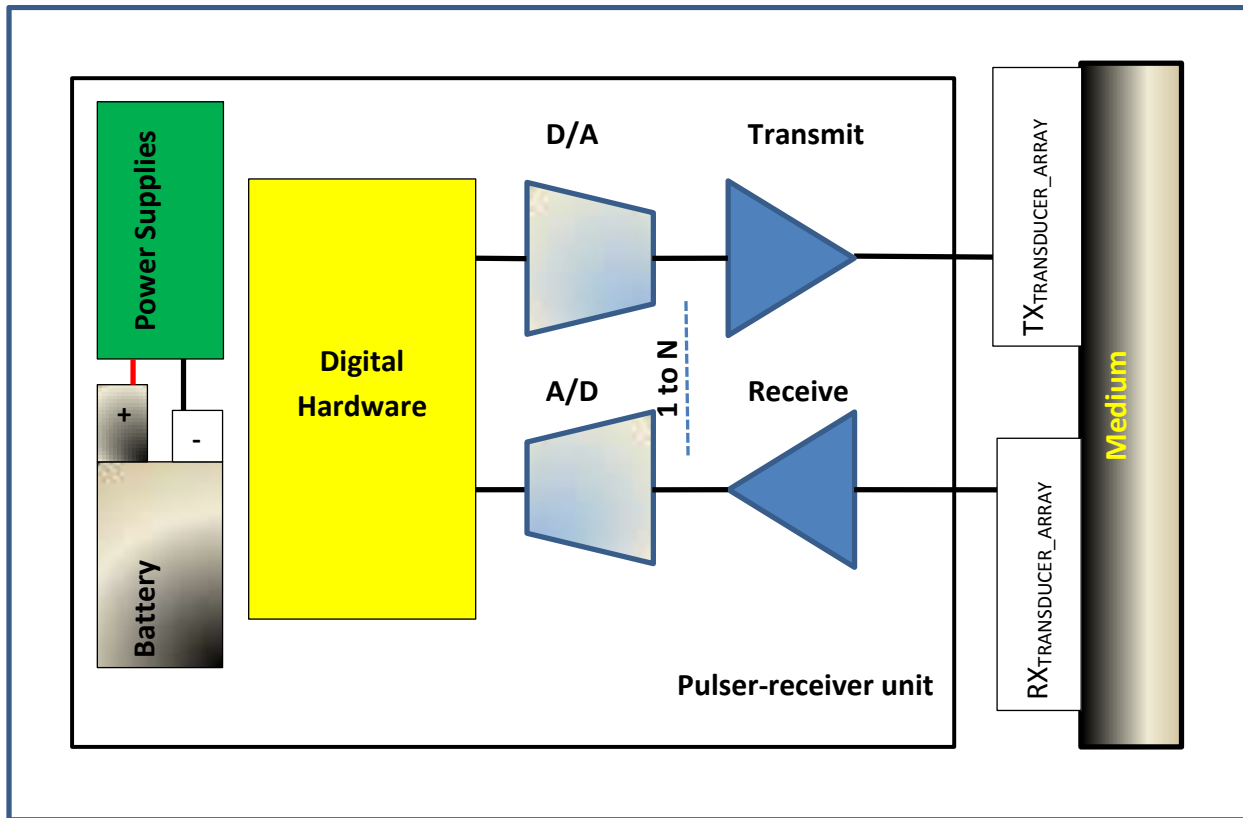 Power Supplies
+
-
Battery
Digital
Hardware
D/A
Transmit
A/D
1 to N
Receive
Pulser-receiver unit
TXTRANSDUCER_ARRAY
RXTRANSDUCER_ARRAY
Medium